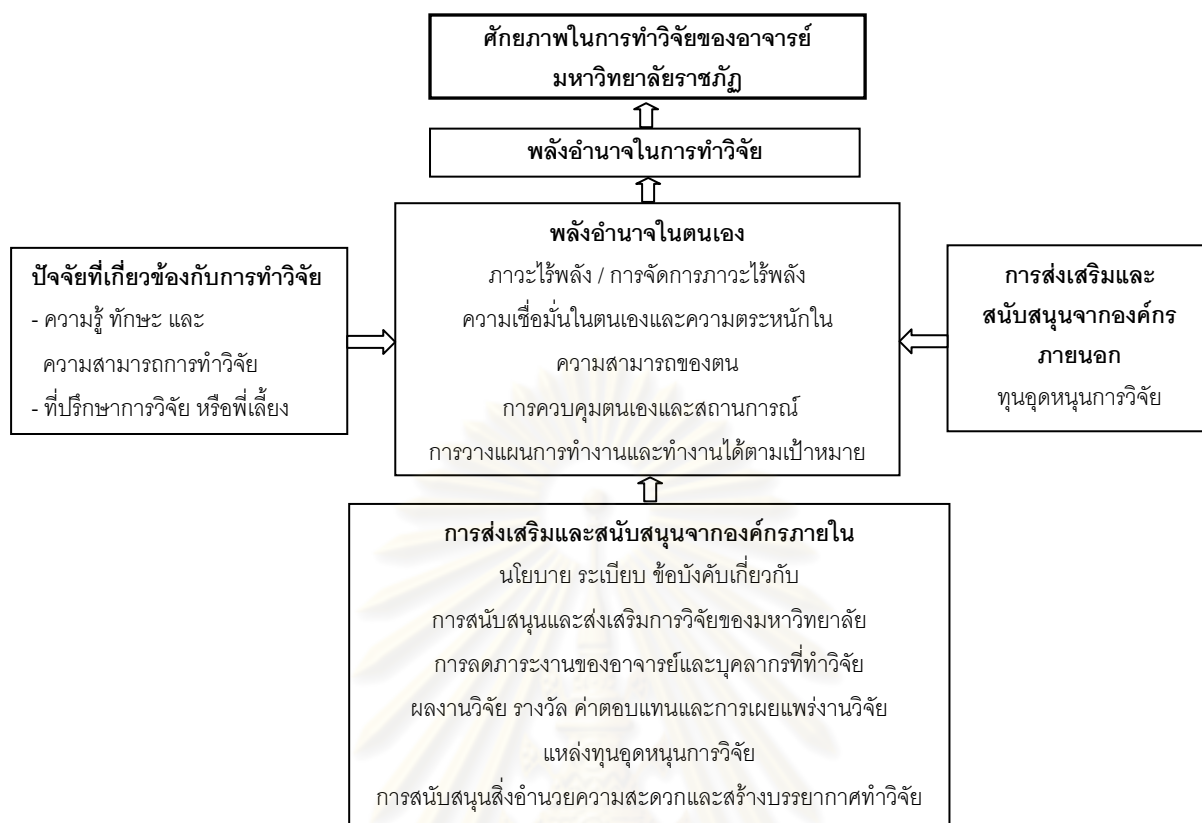 ศักยภาพในการทำวิจัยของอาจารย์
มหาวิทยาลัยราชภัฏ
พลังอำนาจในการทำวิจัย
พลังอำนาจในตนเอง
ภาวะไร้พลัง / การจัดการภาวะไร้พลัง
ความเชื่อมั่นในตนเองและความตระหนักใน
ความสามารถของตน
การควบคุมตนเองและสถานการณ์
การวางแผนการทำงานและทำงานได้ตามเป้าหมาย
ปัจจัยที่เกี่ยวข้องกับการทำวิจัย
- ความรู้ ทักษะ และ
ความสามารถการทำวิจัย
- ที่ปรึกษาการวิจัย หรือพี่เลี้ยง
การส่งเสริมและ
สนับสนุนจากองค์กร
ภายนอก
ทุนอุดหนุนการวิจัย
การส่งเสริมและสนับสนุนจากองค์กรภายใน
นโยบาย ระเบียบ ข้อบังคับเกี่ยวกับ
การสนับสนุนและส่งเสริมการวิจัยของมหาวิทยาลัย
การลดภาระงานของอาจารย์และบุคลากรที่ทำวิจัย
ผลงานวิจัย รางวัล ค่าตอบแทนและการเผยแพร่งานวิจัย
แหล่งทุนอุดหนุนการวิจัย
การสนับสนุนสิ่งอำนวยความสะดวกและสร้างบรรยากาศทำวิจัย